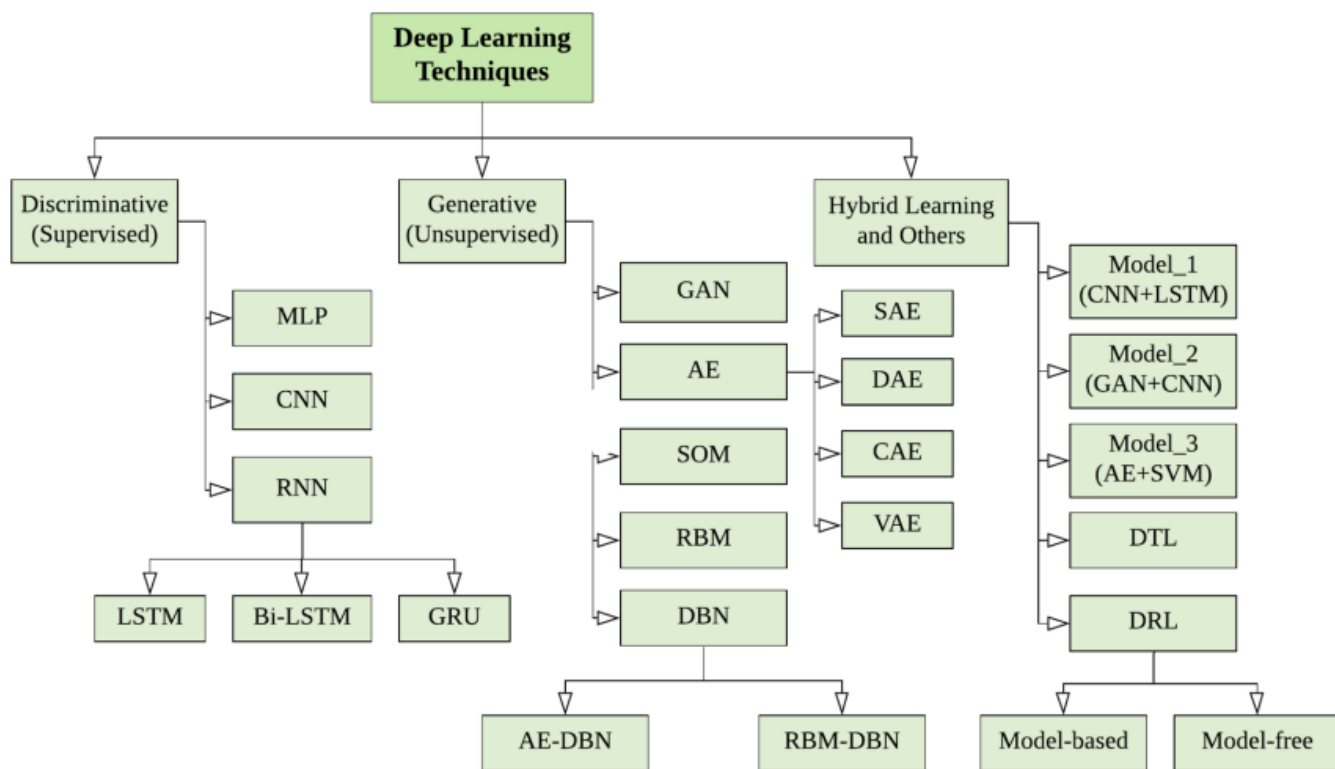 Deep Learning
Techniques
Discriminative
(Supervised)
Generative
(Unsupervised)
Hybrid Learning
and Others
MLP
CNN
RNN
LSTM
Bi-LSTM
GRU
GAN
AE
SAE
DAE
CAE
VAE
SOM
RBM
DBN
AE-DBN
RBM-DBN
Model_1
(CNN+LSTM)
Model_2
(GAN+CNN)
Model_3
(AE+SVM)
DTL
DRL
Model-based
Model-free